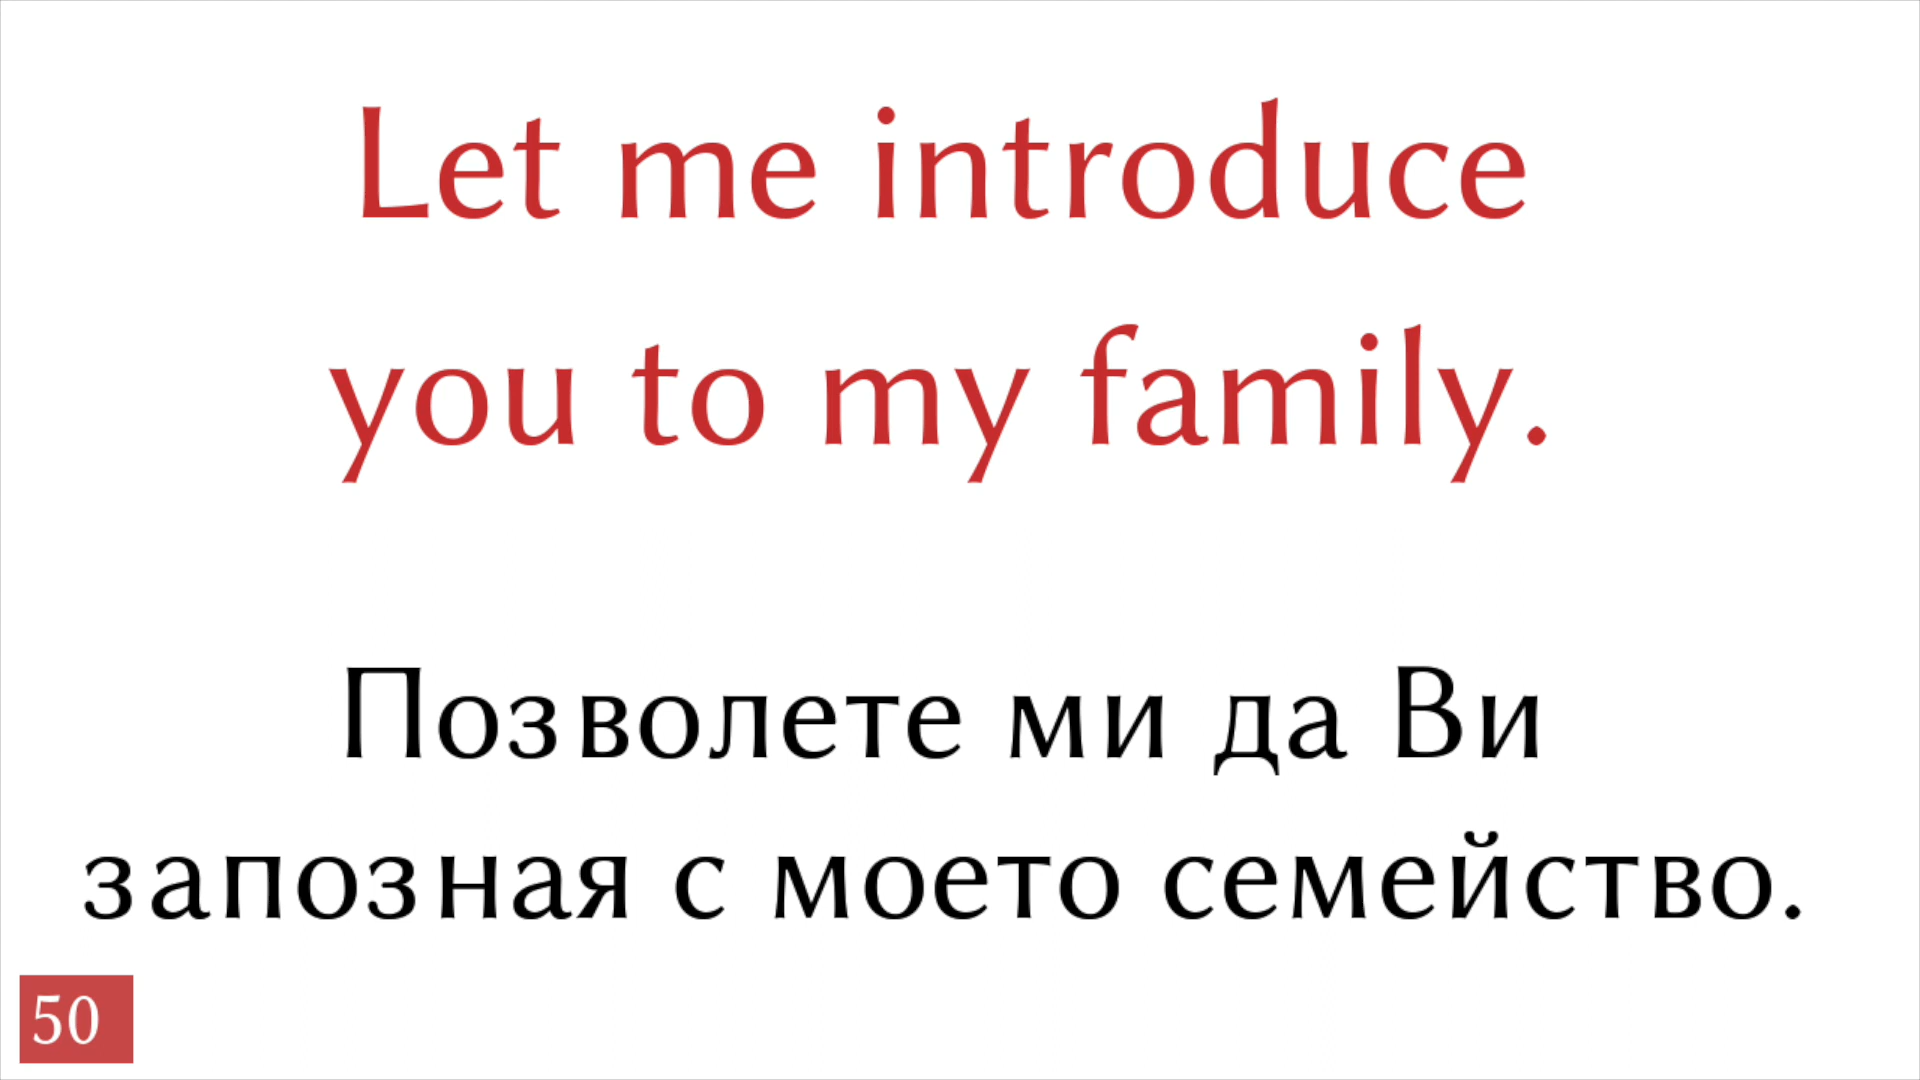 Let me introduce
you to my family.
Позволете ми да Ви
запозная с моето семейство.
50